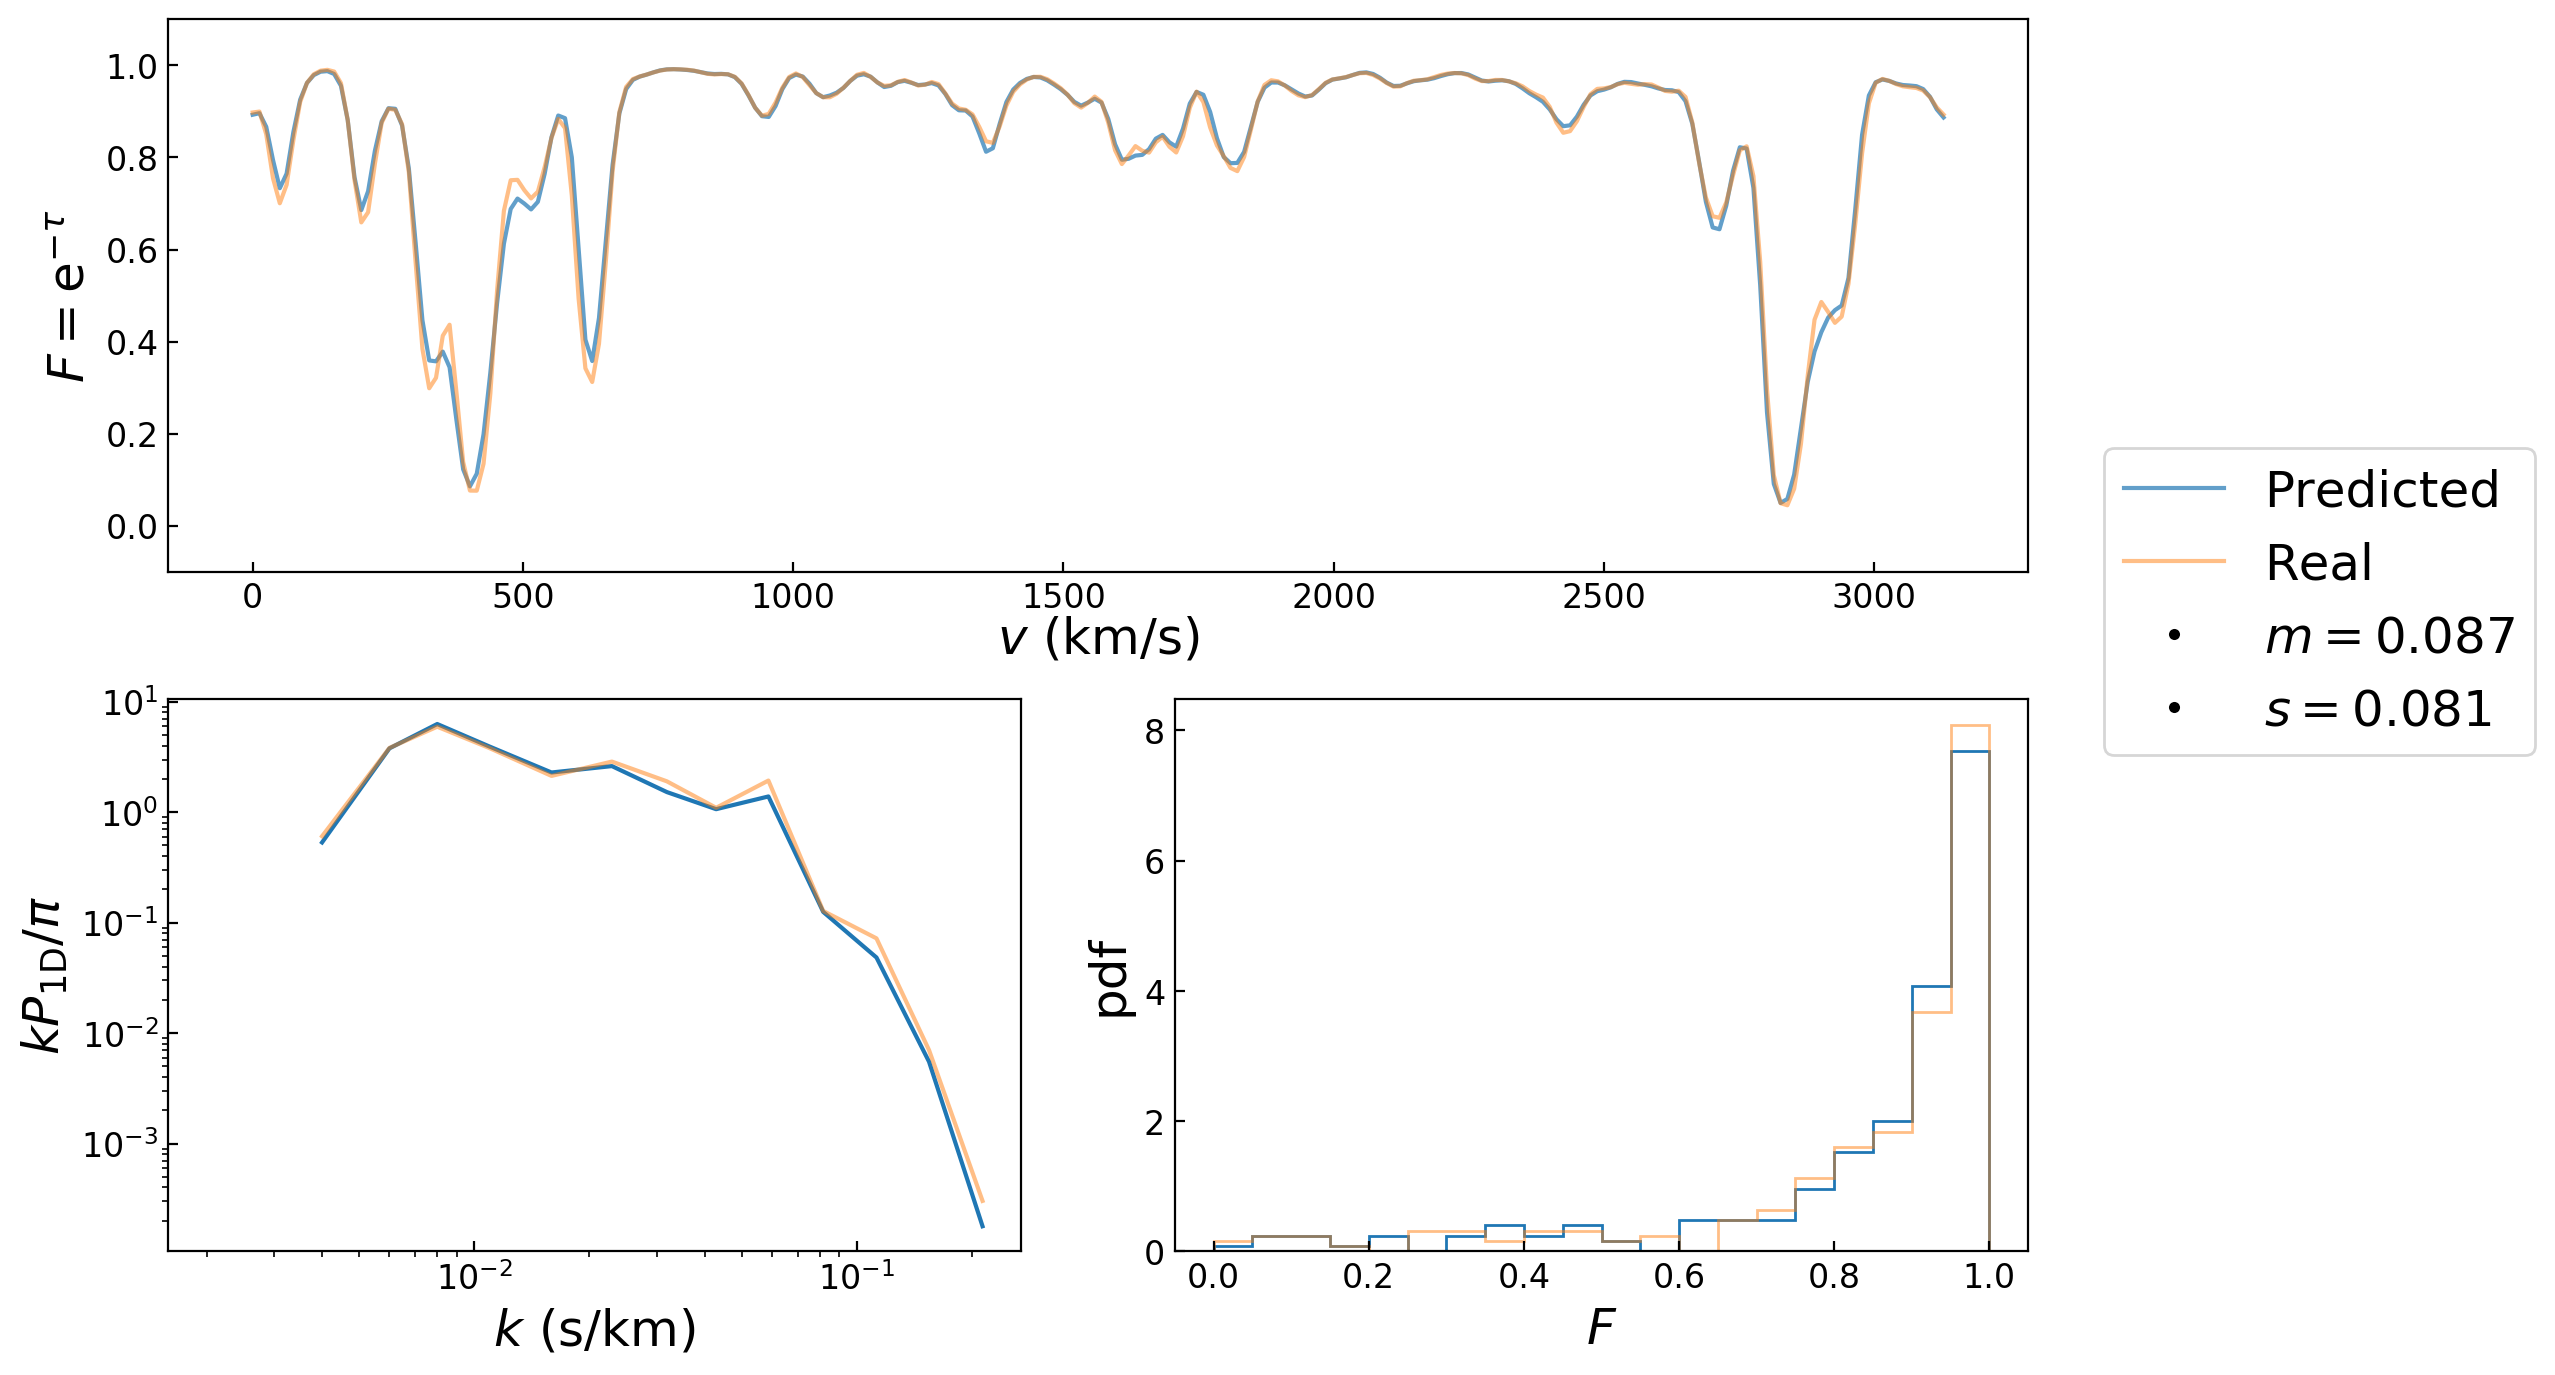 F = e^{-τ}
1.0
0.8
0.6
0.4
0.2
0.0
0 500 1000 1500 2000 2500 3000
v (km/s)
Predicted
Real
m = 0.087
s = 0.081
kP_{1D}/π
10^1
10^0
10^{-1}
10^{-2}
10^{-3}
10^{-2} 10^{-1}
k (s/km)
pdf
8
6
4
2
0
0.0 0.2 0.4 0.6 0.8 1.0
F